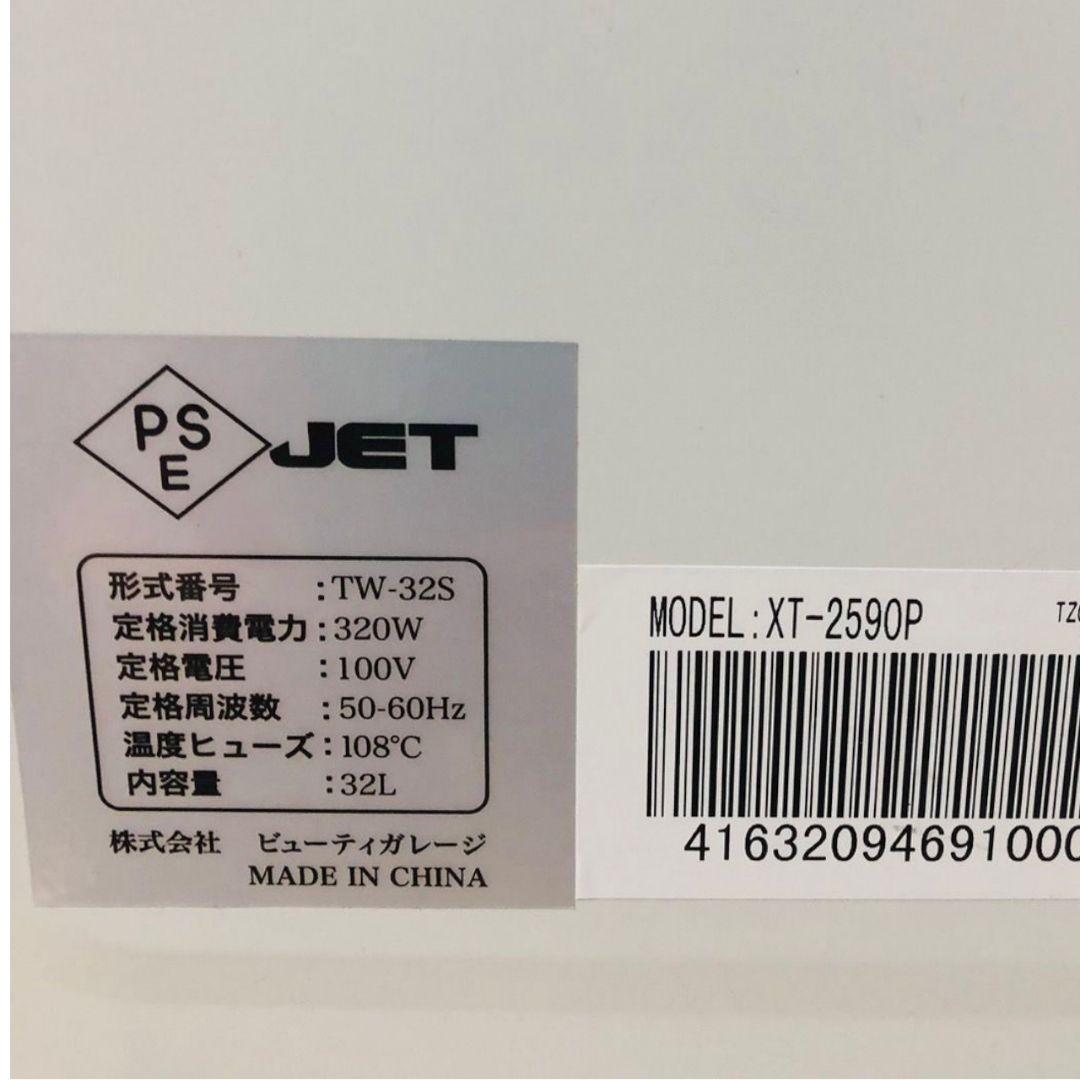 PS
E
JET
形式番号 :TW-32S
定格消費電力:320W
定格電圧 :100V
定格周波数 :50-60Hz
温度ヒューズ:108℃
内容量 :32L
株式会社 ビューティガレージ
MADE IN CHINA
MODEL:XT-2590P
41632094691000